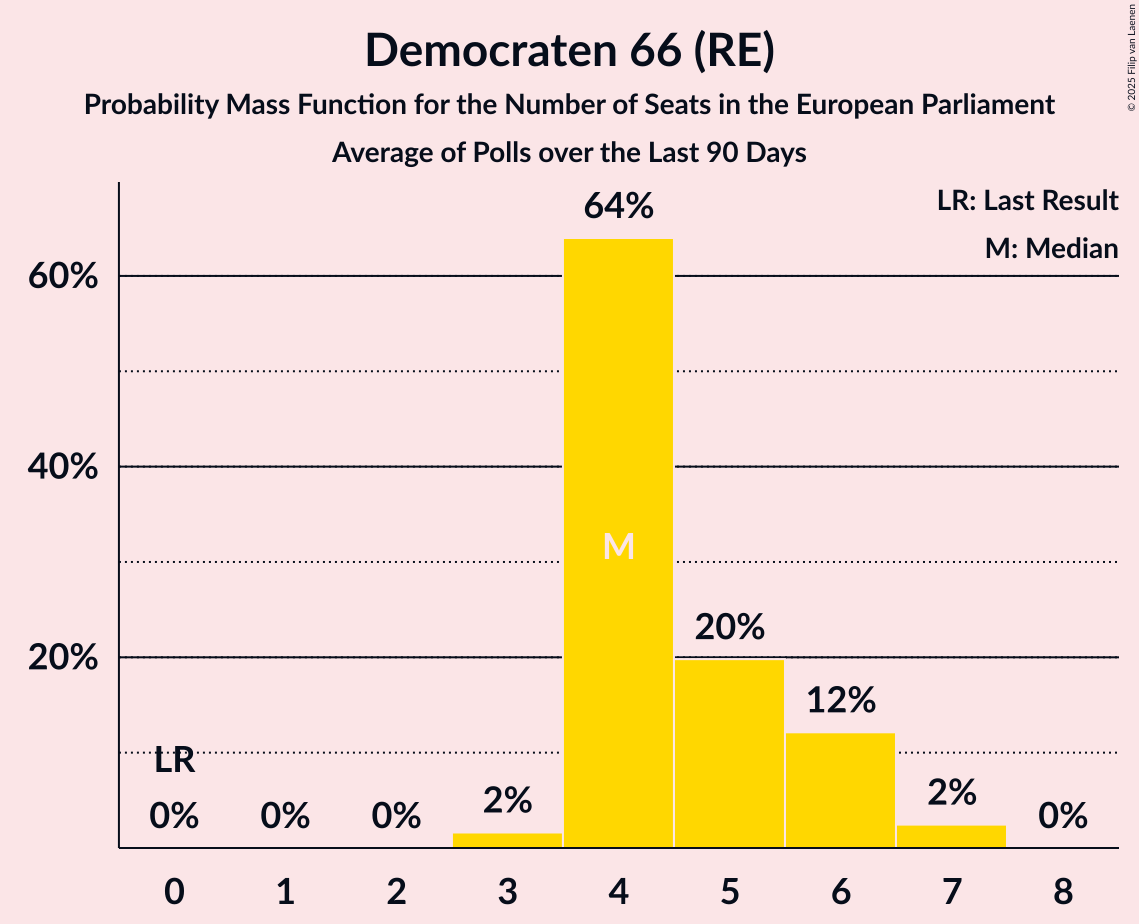 Democraten 66 (RE)
Probability Mass Function for the Number of Seats in the European Parliament
Average of Polls over the Last 90 Days
© 2025 Filip van Laenen
LR: Last Result
M: Median
64%
60%
40%
M
20%
20%
12%
LR
0%
0%
0%
2%
2%
0%
0 1 2 3 4 5 6 7 8